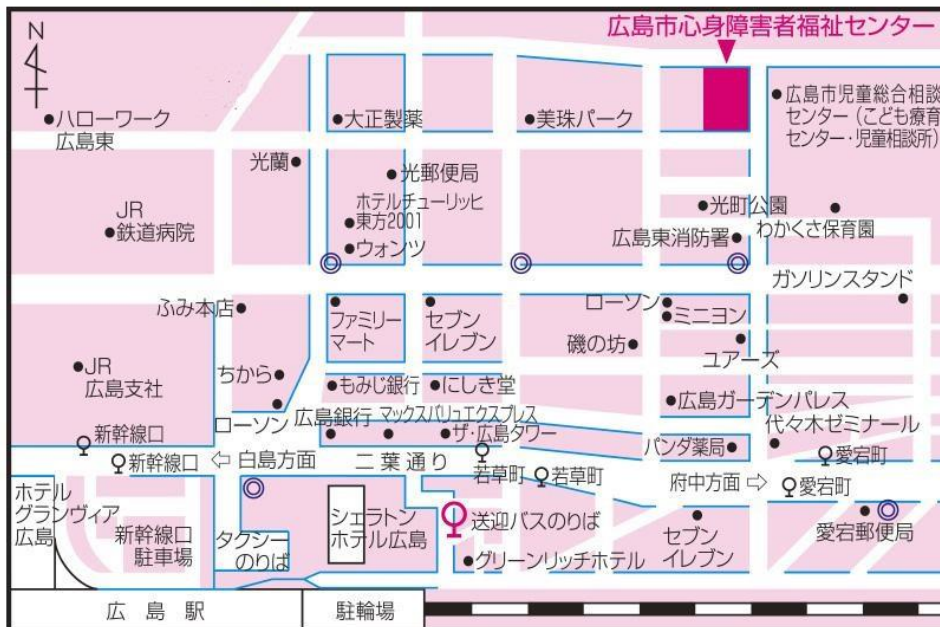 広島市心身障害者福祉センター
N
ハローワーク
広島東
大正製薬
美珠パーク
広島市児童総合相談
センター（こども療育
センター・児童相談所）
光蘭
光郵便局
JR
鉄道病院
ホテルチューリッヒ
東方2001
ウォンツ
光町公園
わかくさ保育園
広島東消防署
ガソリンスタンド
ふみ本店
ファミリー
マート
セブン
イレブン
ローソン
ミニヨン
磯の坊
ユアーズ
JR
広島支社
ちから
もみじ銀行
にしき堂
広島ガーデンパレス
ローソン
広島銀行
マックスバリュエクスプレス
ザ・広島タワー
代々木ゼミナール
パンダ薬局
新幹線口
新幹線口
⇦ 白島方面
二葉通り
若草町
若草町
府中方面 ⇨
愛宕町
愛宕町
ホテル
グランヴィア
広島
新幹線口
駐車場
タクシー
のりば
シェラトン
ホテル広島
送迎バスのりば
グリーンリッチホテル
セブン
イレブン
愛宕郵便局
広島駅
駐輪場